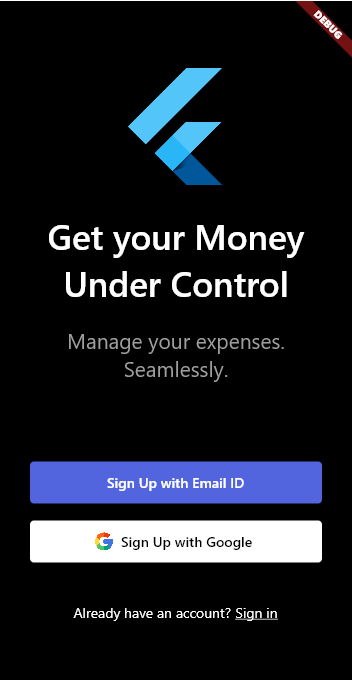 DEBUG
Get your Money
Under Control
Manage your expenses.
Seamlessly.
Sign Up with Email ID
Sign Up with Google
Already have an account? Sign in